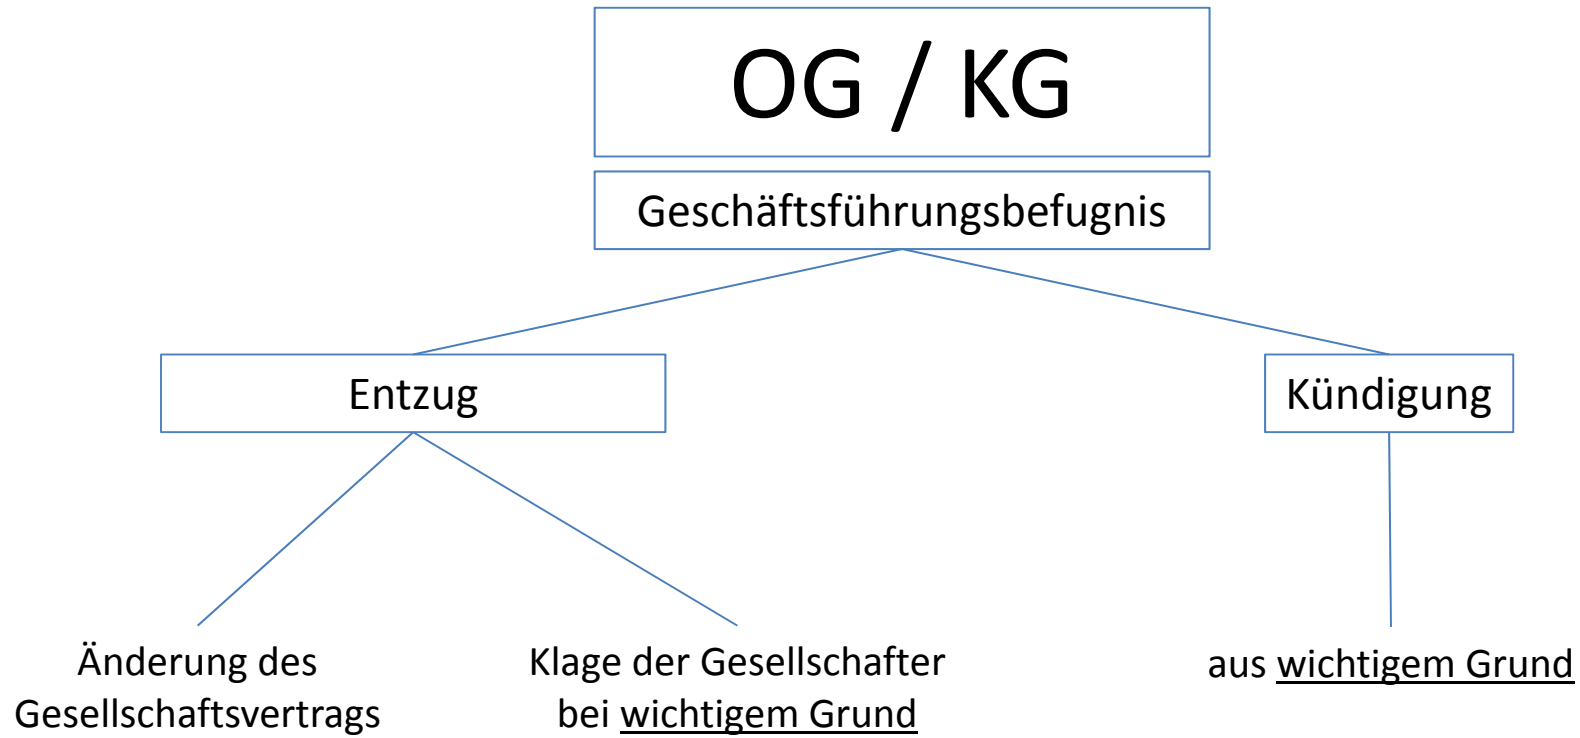 OG / KG
Geschäftsführungsbefugnis
Entzug
Kündigung
Änderung des
Gesellschaftsvertrags
Klage der Gesellschafter
bei wichtigem Grund
aus wichtigem Grund